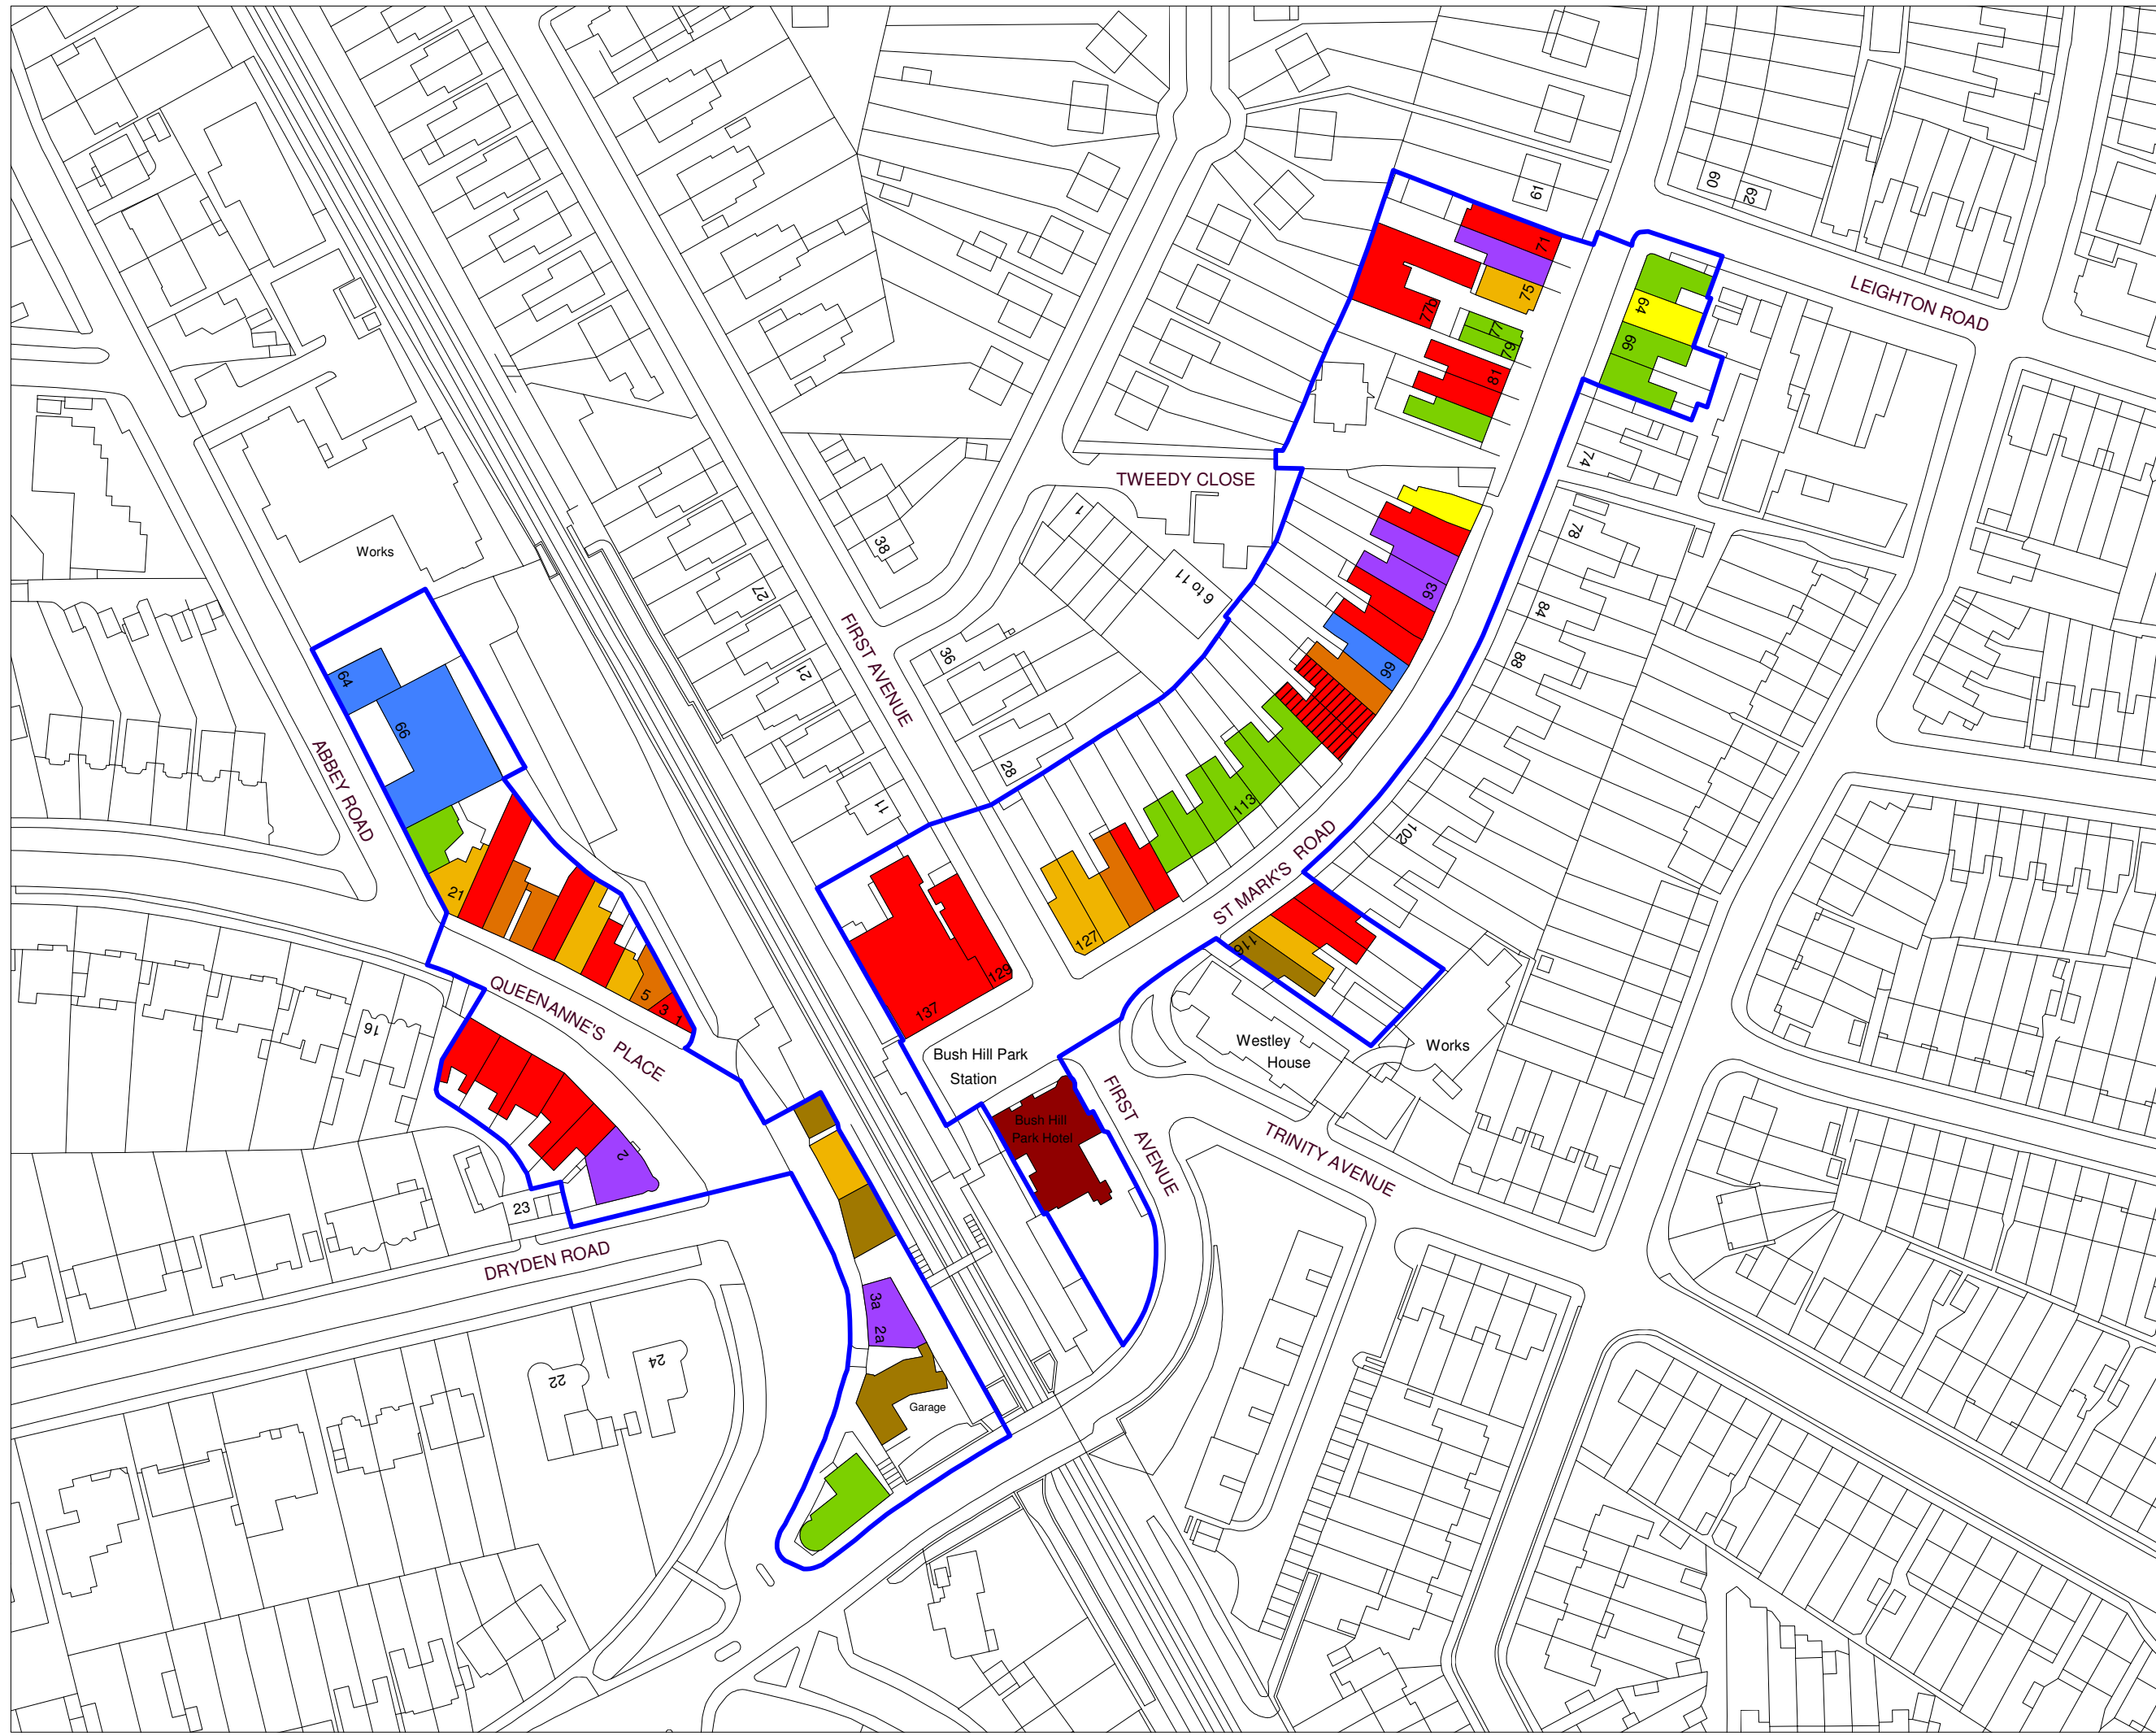 60
62
61
71
LEIGHTON ROAD
75
64
77b
77
79
66
81
TWEEDY CLOSE
74
1
78
38
Works
27
6 to 11
93
84
FIRST AVENUE
36
88
99
21
64
66
28
ABBEY ROAD
11
113
102
ST MARK'S ROAD
21
127
116
129
5
3
1
137
QUEENANNE'S PLACE
16
Westley
House
Works
Bush Hill Park
Station
Bush Hill
Park Hotel
FIRST AVENUE
TRINITY AVENUE
2
23
DRYDEN ROAD
3a
2a
24
22
Garage